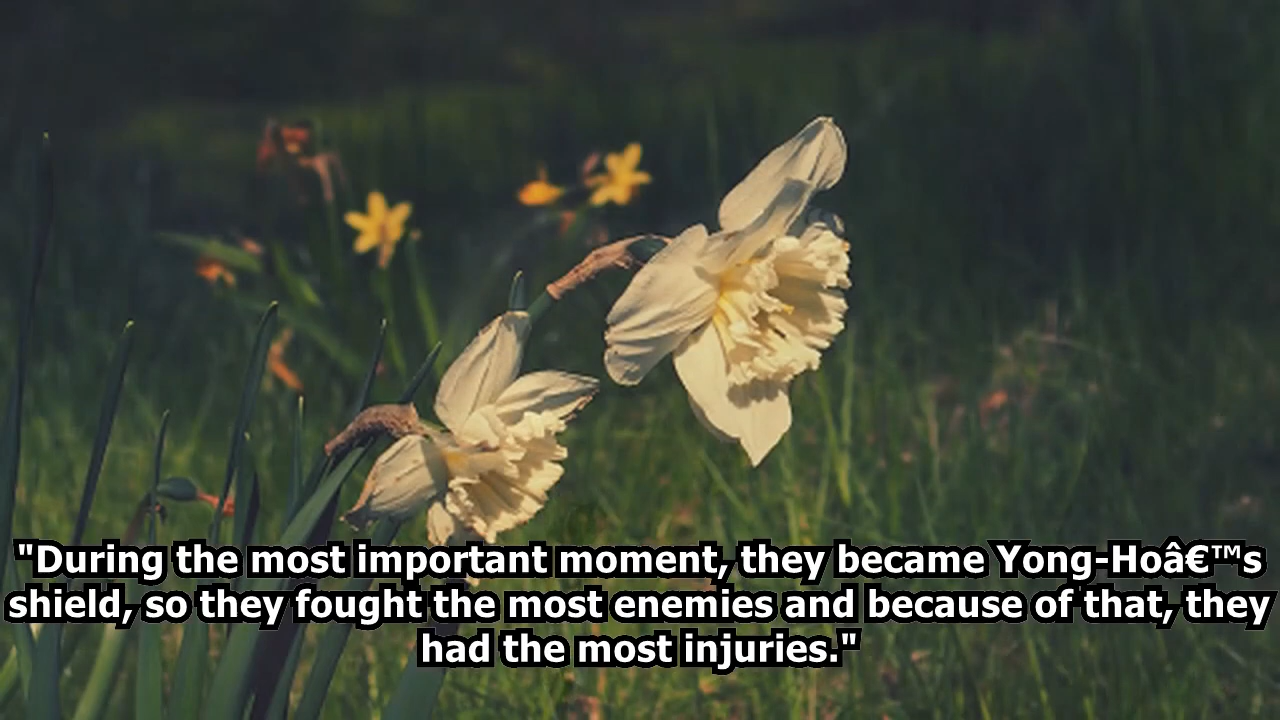 "During the most important moment, they became Yong-Hoâ€™s
shield, so they fought the most enemies and because of that, they
had the most injuries."